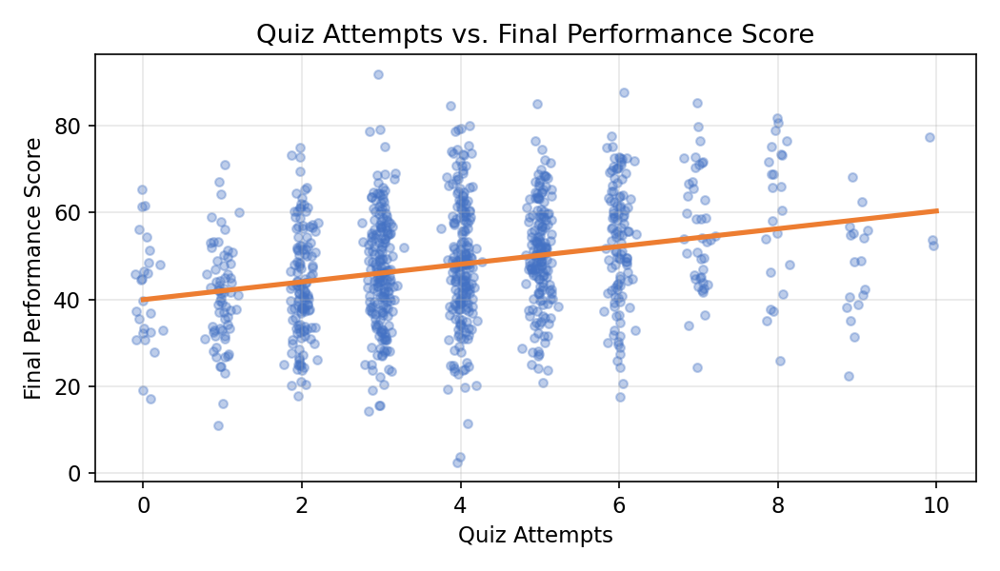 Quiz Attempts vs. Final Performance Score
Final Performance Score
80
60
40
20
0
0 2 4 6 8 10
Quiz Attempts